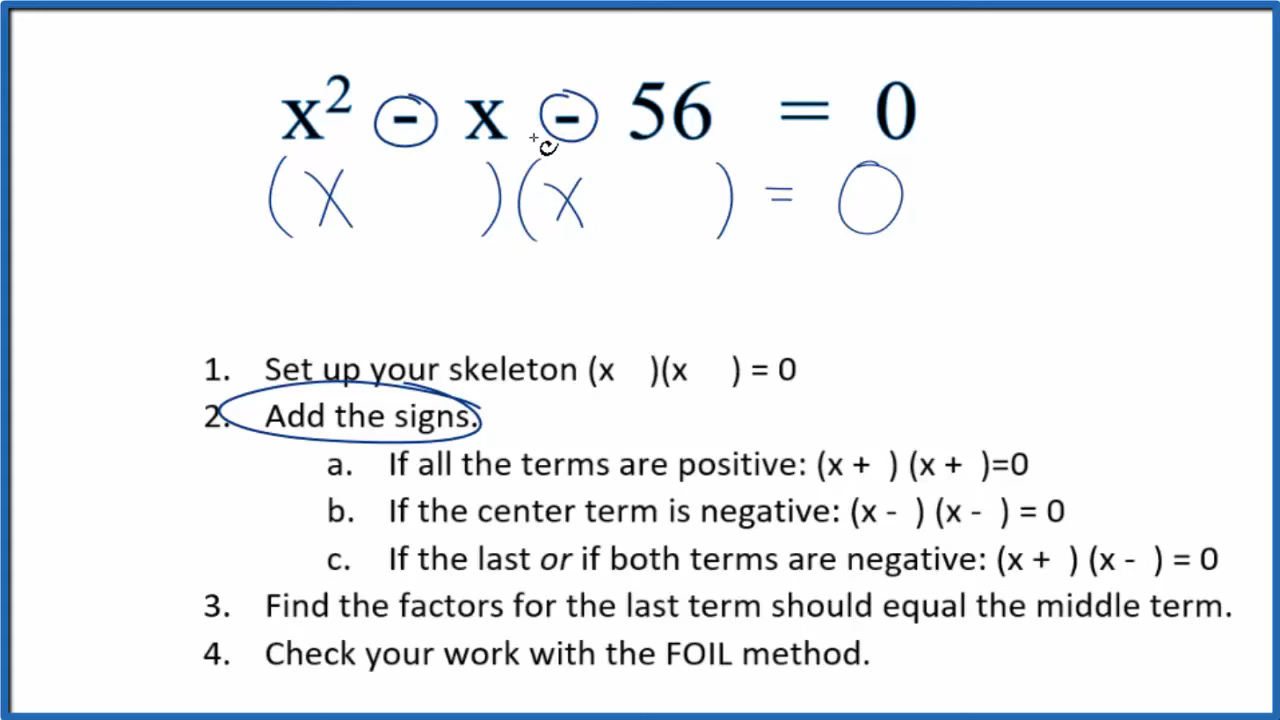 x² - x - 56 = 0
(x )(x ) = 0
1. Set up your skeleton (x )(x ) = 0
2. Add the signs.
a. If all the terms are positive: (x + ) (x + )=0
b. If the center term is negative: (x - ) (x - ) = 0
c. If the last or if both terms are negative: (x + ) (x - ) = 0
3. Find the factors for the last term should equal the middle term.
4. Check your work with the FOIL method.